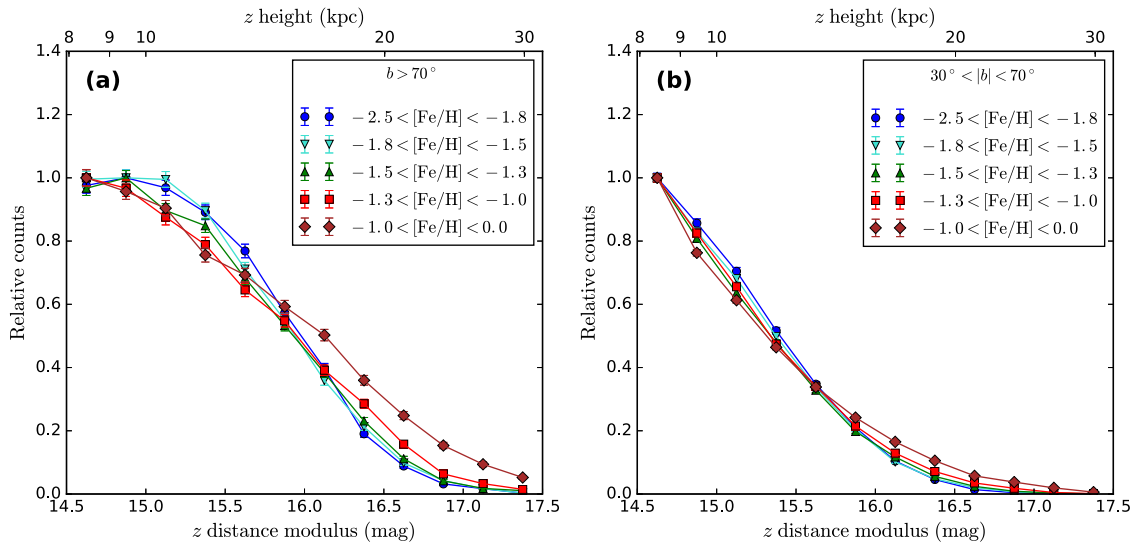 z height (kpc)
8 9 10 20 30
(a)
b > 70°
−2.5 < [Fe/H] < −1.8
−1.8 < [Fe/H] < −1.5
−1.5 < [Fe/H] < −1.3
−1.3 < [Fe/H] < −1.0
−1.0 < [Fe/H] < 0.0
Relative counts
1.4
1.2
1.0
0.8
0.6
0.4
0.2
0.0
14.5 15.0 15.5 16.0 16.5 17.0 17.5
z distance modulus (mag)
z height (kpc)
8 9 10 20 30
(b)
30° < |b| < 70°
−2.5 < [Fe/H] < −1.8
−1.8 < [Fe/H] < −1.5
−1.5 < [Fe/H] < −1.3
−1.3 < [Fe/H] < −1.0
−1.0 < [Fe/H] < 0.0
Relative counts
1.4
1.2
1.0
0.8
0.6
0.4
0.2
0.0
14.5 15.0 15.5 16.0 16.5 17.0 17.5
z distance modulus (mag)